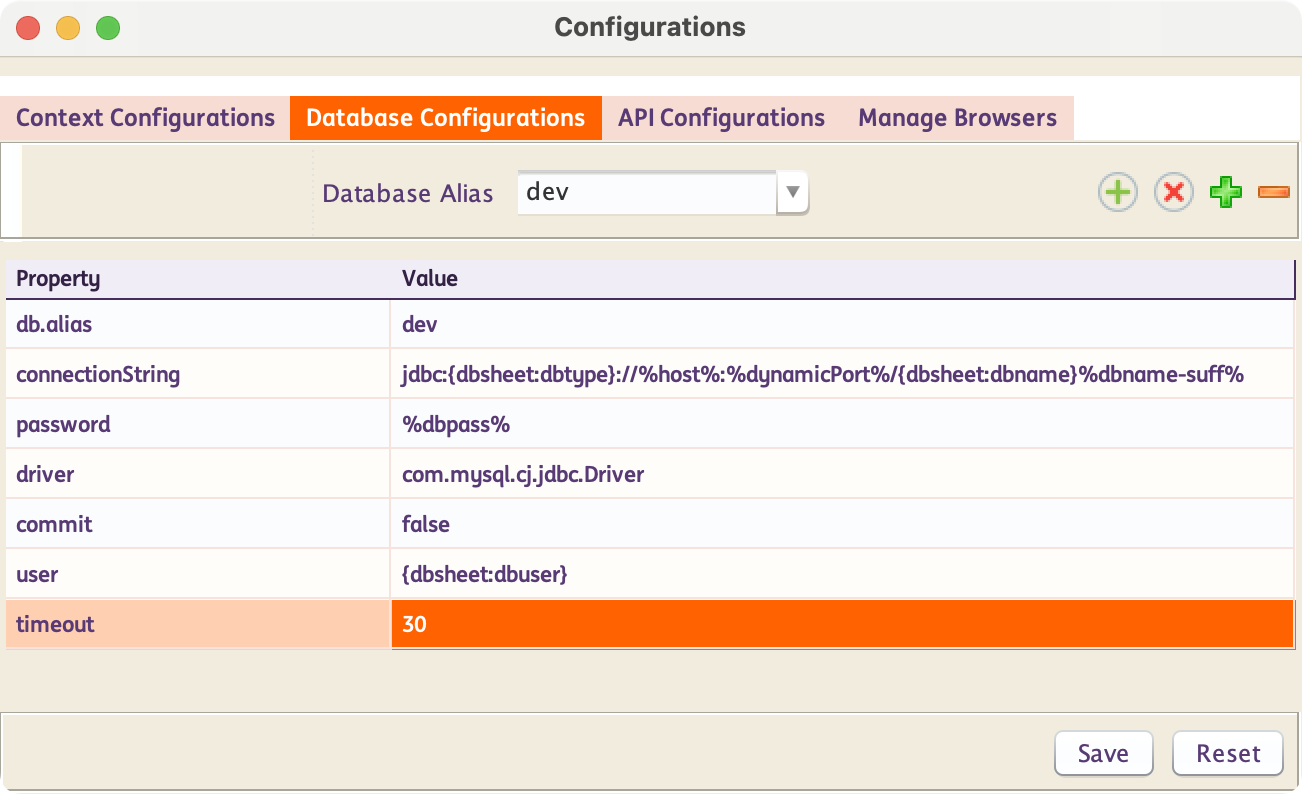 Configurations
Context Configurations Database Configurations API Configurations Manage Browsers
Database Alias dev
Property Value
db.alias dev
connectionString jdbc:{dbsheet:dbtype}://%host%:%dynamicPort%/{dbsheet:dbname}%dbname-suff%
password %dbpass%
driver com.mysql.cj.jdbc.Driver
commit false
user {dbsheet:dbuser}
timeout 30
Save Reset